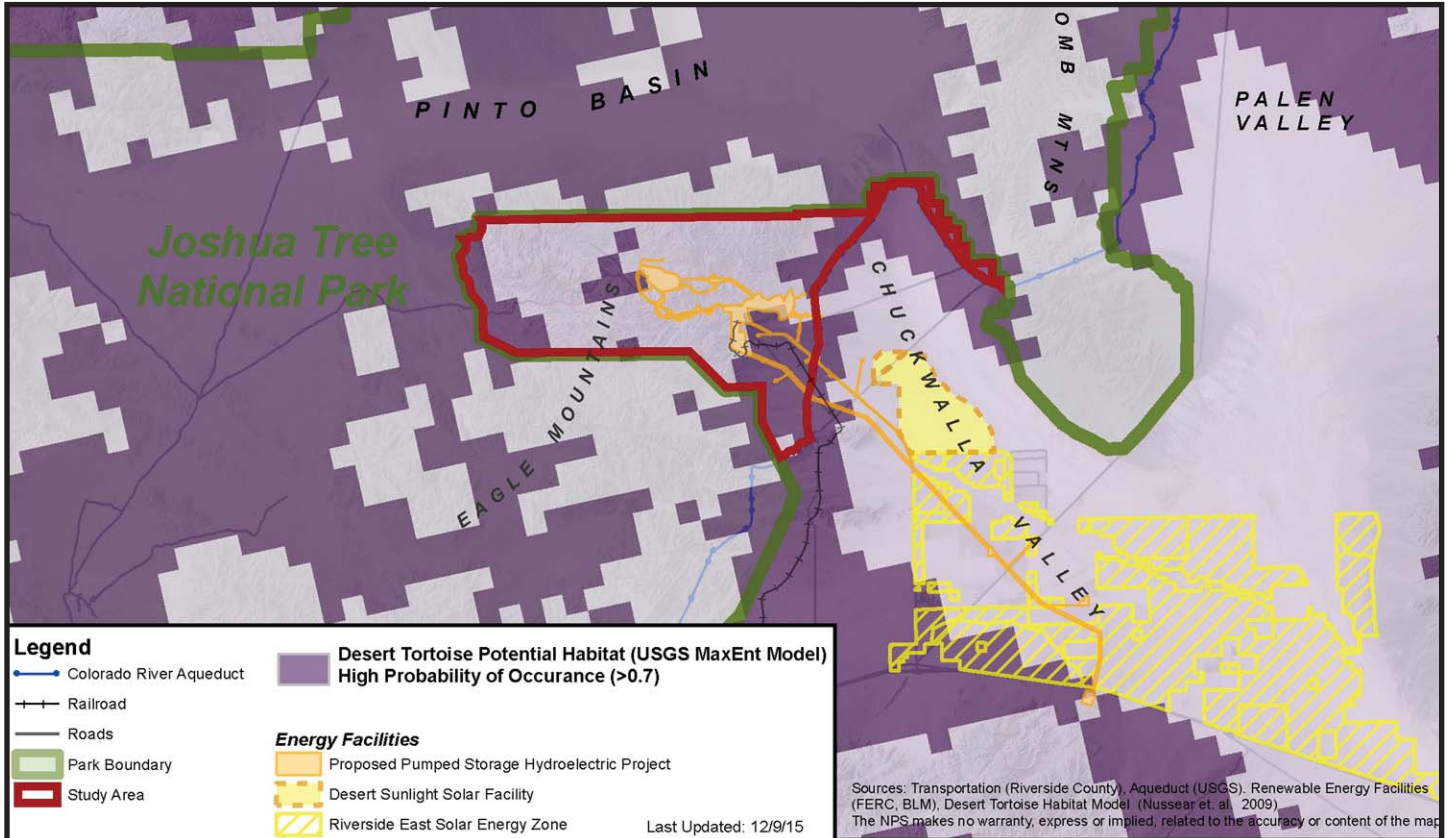 PINTO BASIN
OMB MTNS
PALEN
VALLEY
Joshua Tree
National Park
EAGLE MOUNTAINS
CHUCKWALLA VALLEY
Legend
Colorado River Aqueduct
Railroad
Roads
Park Boundary
Study Area
Desert Tortoise Potential Habitat (USGS MaxEnt Model)
High Probability of Occurance (>0.7)
Energy Facilities
Proposed Pumped Storage Hydroelectric Project
Desert Sunlight Solar Facility
Riverside East Solar Energy Zone
Last Updated: 12/9/15
Sources: Transportation (Riverside County), Aqueduct (USGS). Renewable Energy Facilities
(FERC, BLM), Desert Tortoise Habitat Model (Nussear et. al. 2009)
The NPS makes no warranty, express or implied, related to the accuracy or content of the map